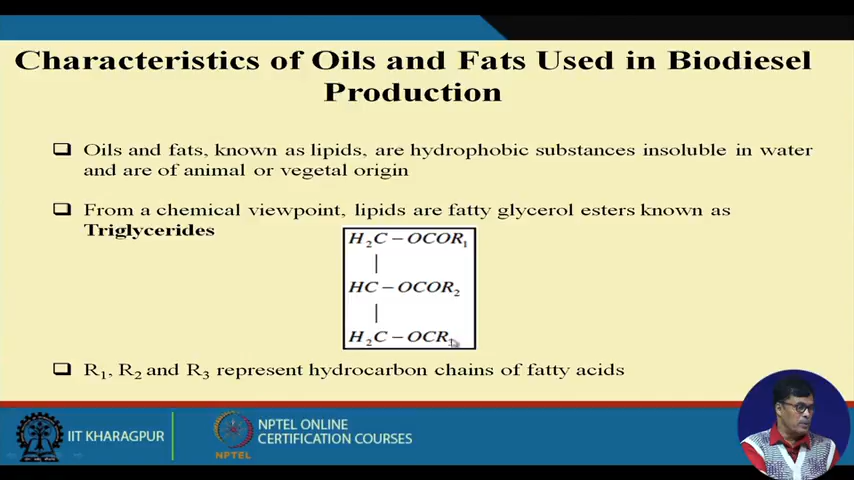 Characteristics of Oils and Fats Used in Biodiesel
Production
❑ Oils and fats, known as lipids, are hydrophobic substances insoluble in water
and are of animal or vegetal origin
❑ From a chemical viewpoint, lipids are fatty glycerol esters known as
Triglycerides
H₂C – OCOR₁
|
HC – OCOR₂
|
H₂C – OCR
❑ R₁, R₂ and R₃ represent hydrocarbon chains of fatty acids
IIT KHARAGPUR
NPTEL
NPTEL ONLINE
CERTIFICATION COURSES